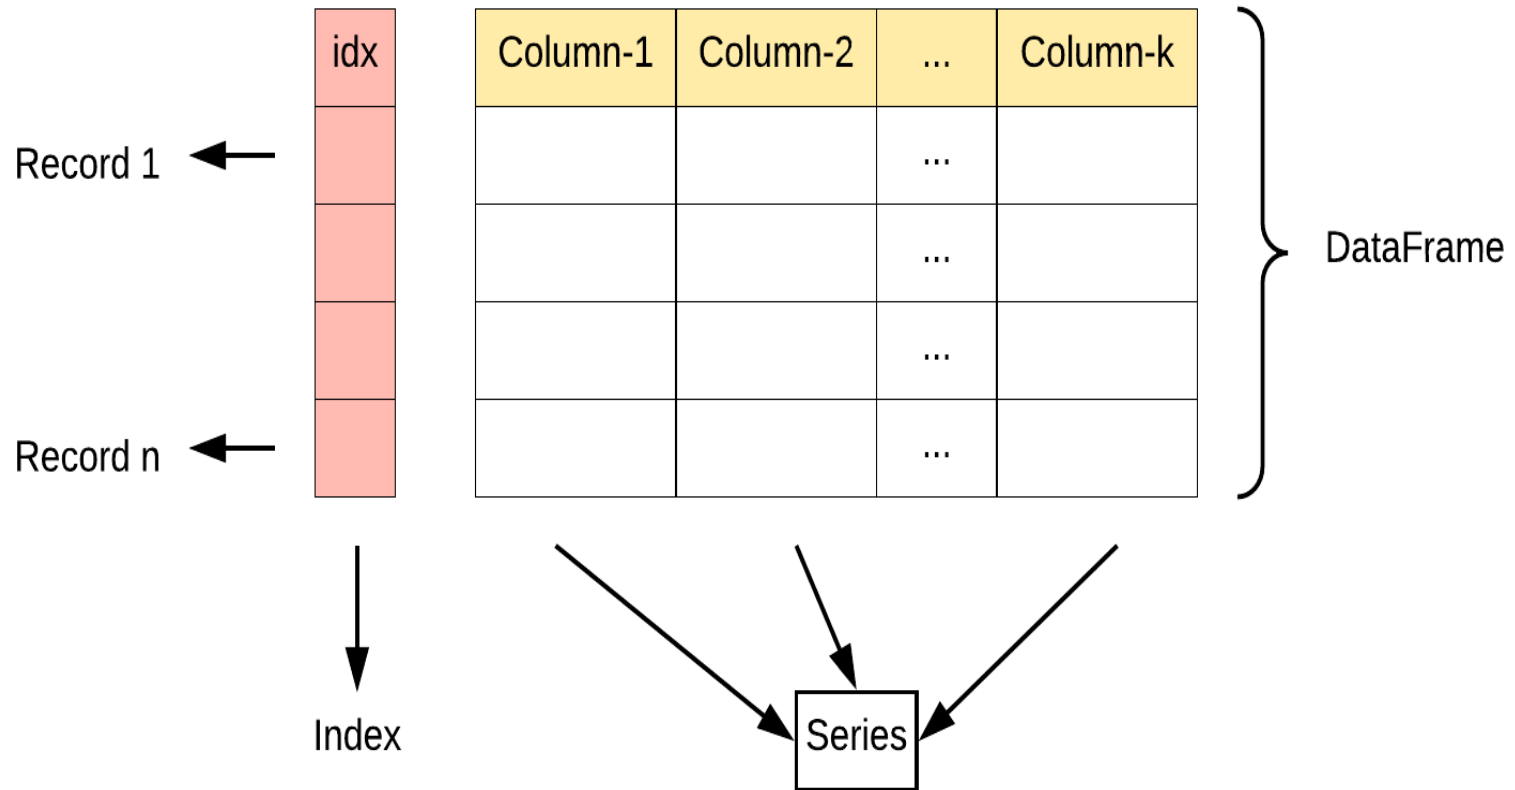 idx Column-1 Column-2 ... Column-k
Record 1 ...
... DataFrame
...
Record n ...
Index Series